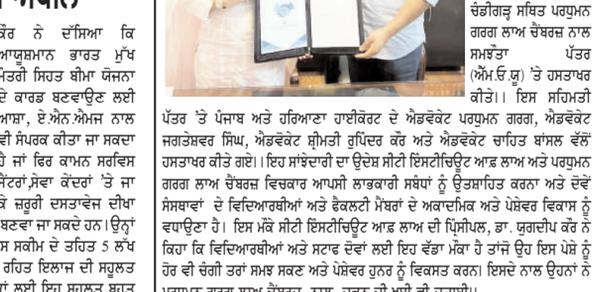 ਕੌਰ ਨੇ ਦੱਸਿਆ ਕਿ
ਆਯੂਸ਼ਮਾਨ ਭਾਰਤ ਮੁੱਖ
ਮੰਤਰੀ ਸਿਹਤ ਬੀਮਾ ਯੋਜਨਾ
ਦੇ ਕਾਰਡ ਬਣਵਾਉਣ ਲਈ
ਆਸ਼ਾ, ਏ.ਐਨ.ਐਮਜ ਨਾਲ
ਵੀ ਸੰਪਰਕ ਕੀਤਾ ਜਾ ਸਕਦਾ
ਹੈ ਜਾਂ ਫਿਰ ਕਾਮਨ ਸਰਵਿਸ
ਸੈਂਟਰਾਂ,ਸੇਵਾ ਕੇਂਦਰਾਂ 'ਤੇ ਜਾ
ਕੇ ਜ਼ਰੂਰੀ ਦਸਤਾਵੇਜ ਦੀਖਾ
ਬਣਵਾ ਜਾ ਸਕਦੇ ਹਨ।ਉਨ੍ਹਾਂ
ਸ ਸਕੀਮ ਦੇ ਤਹਿਤ 5 ਲੱਖ
ਰਹਿਤ ਇਲਾਜ ਦੀ ਸਹੂਲਤ
ਲਈ ਇਹ ਸਹੂਲਤ ਬਹੁਤ
ਚੰਡੀਗੜ੍ਹ ਸਥਿਤ ਪਰਧੁਮਨ
ਗਰਗ ਲਾਅ ਚੈਂਬਰਜ਼ ਨਾਲ
ਸਮਝੌਤਾ ਪੱਤਰ
(ਐੱਮ.ਓ.ਯੂ) 'ਤੇ ਹਸਤਾਖਰ
ਕੀਤੇ।। ਇਸ ਸਹਿਮਤੀ
ਪੱਤਰ 'ਤੇ ਪੰਜਾਬ ਅਤੇ ਹਰਿਆਣਾ ਹਾਈਕੋਰਟ ਦੇ ਐਡਵੋਕੇਟ ਪਰਧੁਮਨ ਗਰਗ, ਐਡਵੋਕੇਟ
ਜਗਤੇਸ਼ਵਰ ਸਿੰਘ, ਐਡਵੋਕੇਟ ਸ਼੍ਰੀਮਤੀ ਰੁਪਿੰਦਰ ਕੌਰ ਅਤੇ ਐਡਵੋਕੇਟ ਚਾਹਿਤ ਬਾਂਸਲ ਵੱਲੋਂ
ਹਸਤਾਖਰ ਕੀਤੇ ਗਏ।।ਇਹ ਸਾਂਝੇਦਾਰੀ ਦਾ ਉਦੇਸ਼ ਸੀਟੀ ਇੰਸਟੀਚਿਊਟ ਆਫ਼ ਲਾਅ ਅਤੇ ਪਰਧੁਮਨ
ਗਰਗ ਲਾਅ ਚੈਂਬਰਜ਼ ਵਿਚਕਾਰ ਆਪਸੀ ਲਾਭਕਾਰੀ ਸਬੰਧਾਂ ਨੂੰ ਉਤਸ਼ਾਹਿਤ ਕਰਨਾ ਅਤੇ ਦੋਵੇਂ
ਸੰਸਥਾਵਾਂ ਦੇ ਵਿਦਿਆਰਥੀਆਂ ਅਤੇ ਫੈਕਲਟੀ ਮੈਂਬਰਾਂ ਦੇ ਅਕਾਦਮਿਕ ਅਤੇ ਪੇਸ਼ੇਵਰ ਵਿਕਾਸ ਨੂੰ
ਵਧਾਉਣਾ ਹੈ। ਇਸ ਮੌਕੇ ਸੀਟੀ ਇੰਸਟੀਚਿਊਟ ਆਫ਼ ਲਾਅ ਦੀ ਪ੍ਰਿੰਸੀਪਲ, ਡਾ. ਯੁਗਦੀਪ ਕੌਰ ਨੇ
ਕਿਹਾ ਕਿ ਵਿਦਿਆਰਥੀਆਂ ਅਤੇ ਸਟਾਫ ਦੋਵਾਂ ਲਈ ਇਹ ਵੱਡਾ ਮੌਕਾ ਹੈ ਤਾਂਜੋ ਉਹ ਇਸ ਪੇਸ਼ੇ ਨੂੰ
ਹੋਰ ਵੀ ਚੰਗੀ ਤਰਾਂ ਸਮਝ ਸਕਣ ਅਤੇ ਪੇਸ਼ੇਵਰ ਹੁਨਰ ਨੂੰ ਵਿਕਸਤ ਕਰਨ। ਇਸਦੇ ਨਾਲ ਉਹਨਾਂ ਨੇ